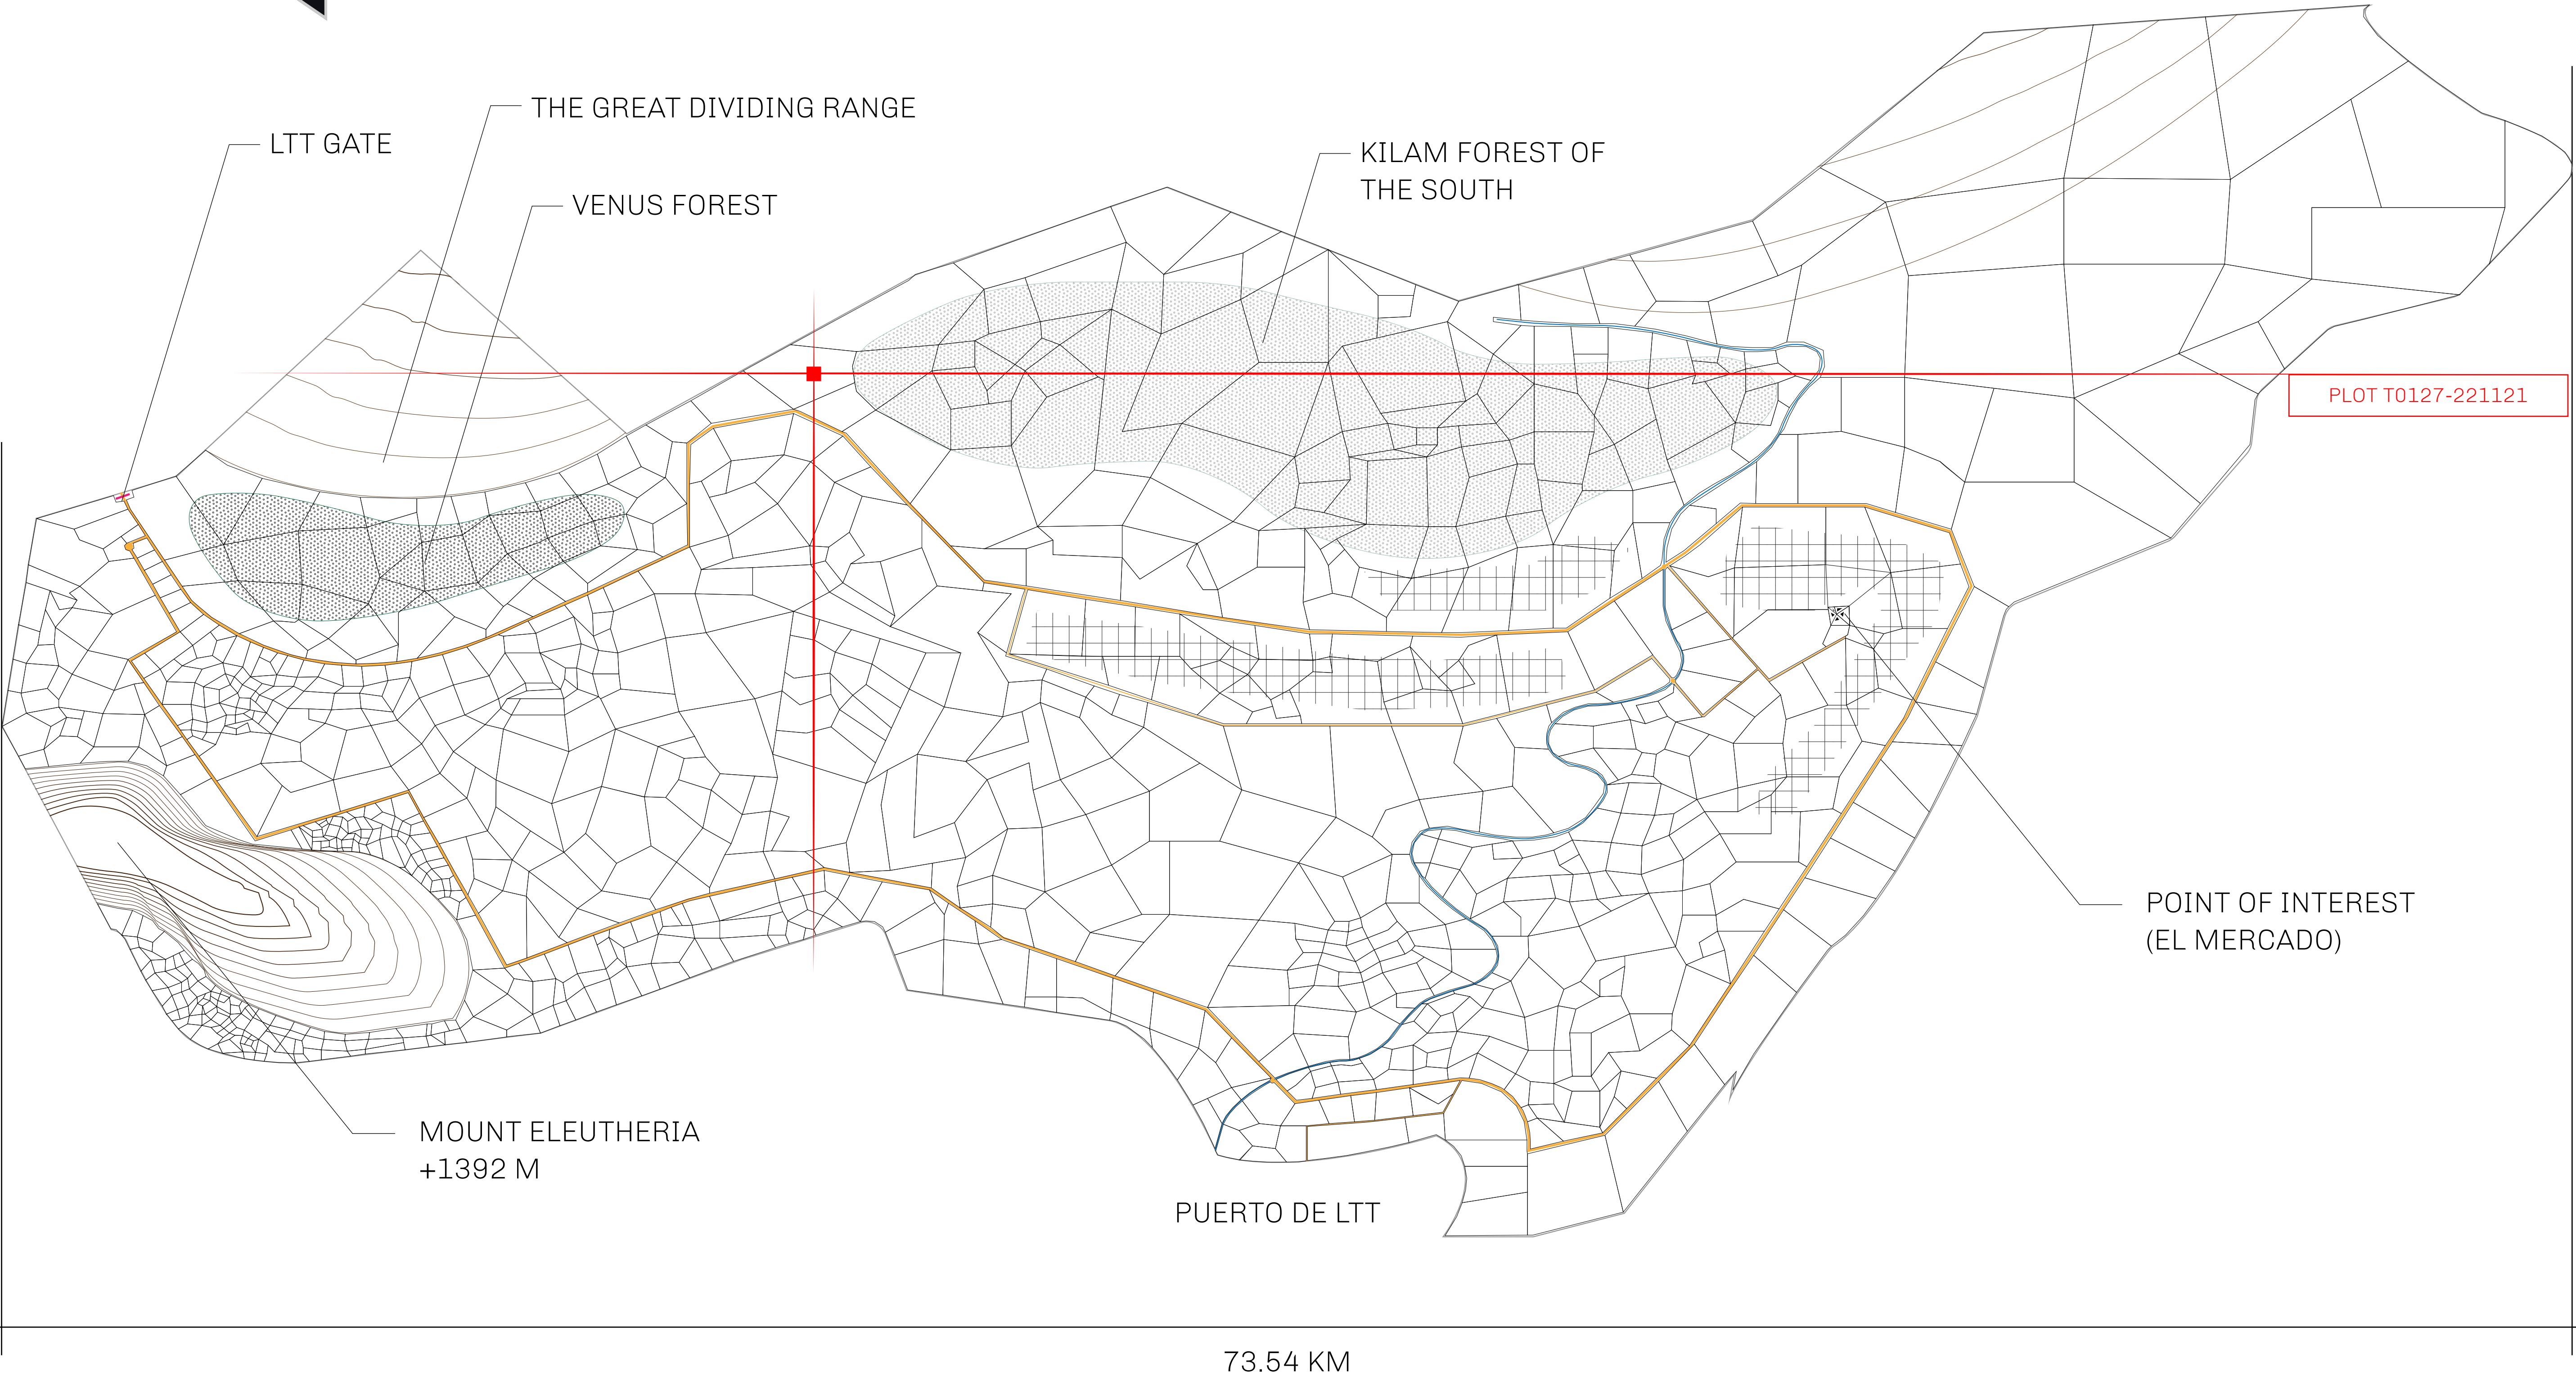 THE GREAT DIVIDING RANGE
LTT GATE
VENUS FOREST
KILAM FOREST OF
THE SOUTH
PLOT T0127-221121
POINT OF INTEREST
(EL MERCADO)
MOUNT ELEUTHERIA
+1392 M
PUERTO DE LTT
73.54 KM